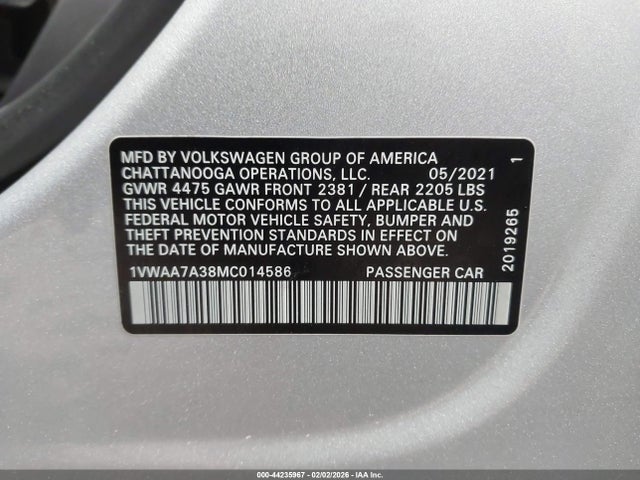 MFD BY VOLKSWAGEN GROUP OF AMERICA
CHATTANOOGA OPERATIONS, LLC. 05/2021
GVWR 4475 GAWR FRONT 2381 / REAR 2205 LBS
THIS VEHICLE CONFORMS TO ALL APPLICABLE U.S.
FEDERAL MOTOR VEHICLE SAFETY, BUMPER AND
THEFT PREVENTION STANDARDS IN EFFECT ON
THE DATE OF MANUFACTURE SHOWN ABOVE.
1VWAA7A38MC014586 PASSENGER CAR
2019265 1
000-44235967 - 02/02/2026 - IAA Inc.